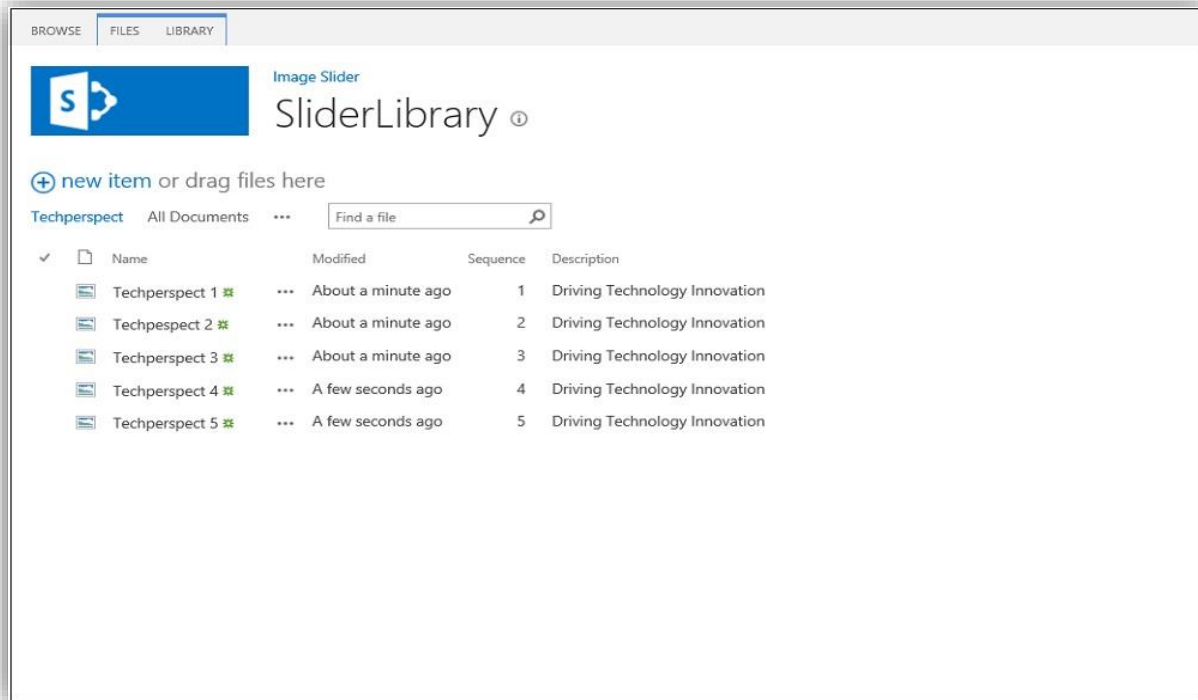 BROWSE FILES LIBRARY
S
Image Slider
SliderLibrary
new item or drag files here
Techperspect All Documents ••• Find a file
Name Modified Sequence Description
Techperspect 1 ••• About a minute ago 1 Driving Technology Innovation
Techpespect 2 ••• About a minute ago 2 Driving Technology Innovation
Techperspect 3 ••• About a minute ago 3 Driving Technology Innovation
Techperspect 4 ••• A few seconds ago 4 Driving Technology Innovation
Techperspect 5 ••• A few seconds ago 5 Driving Technology Innovation